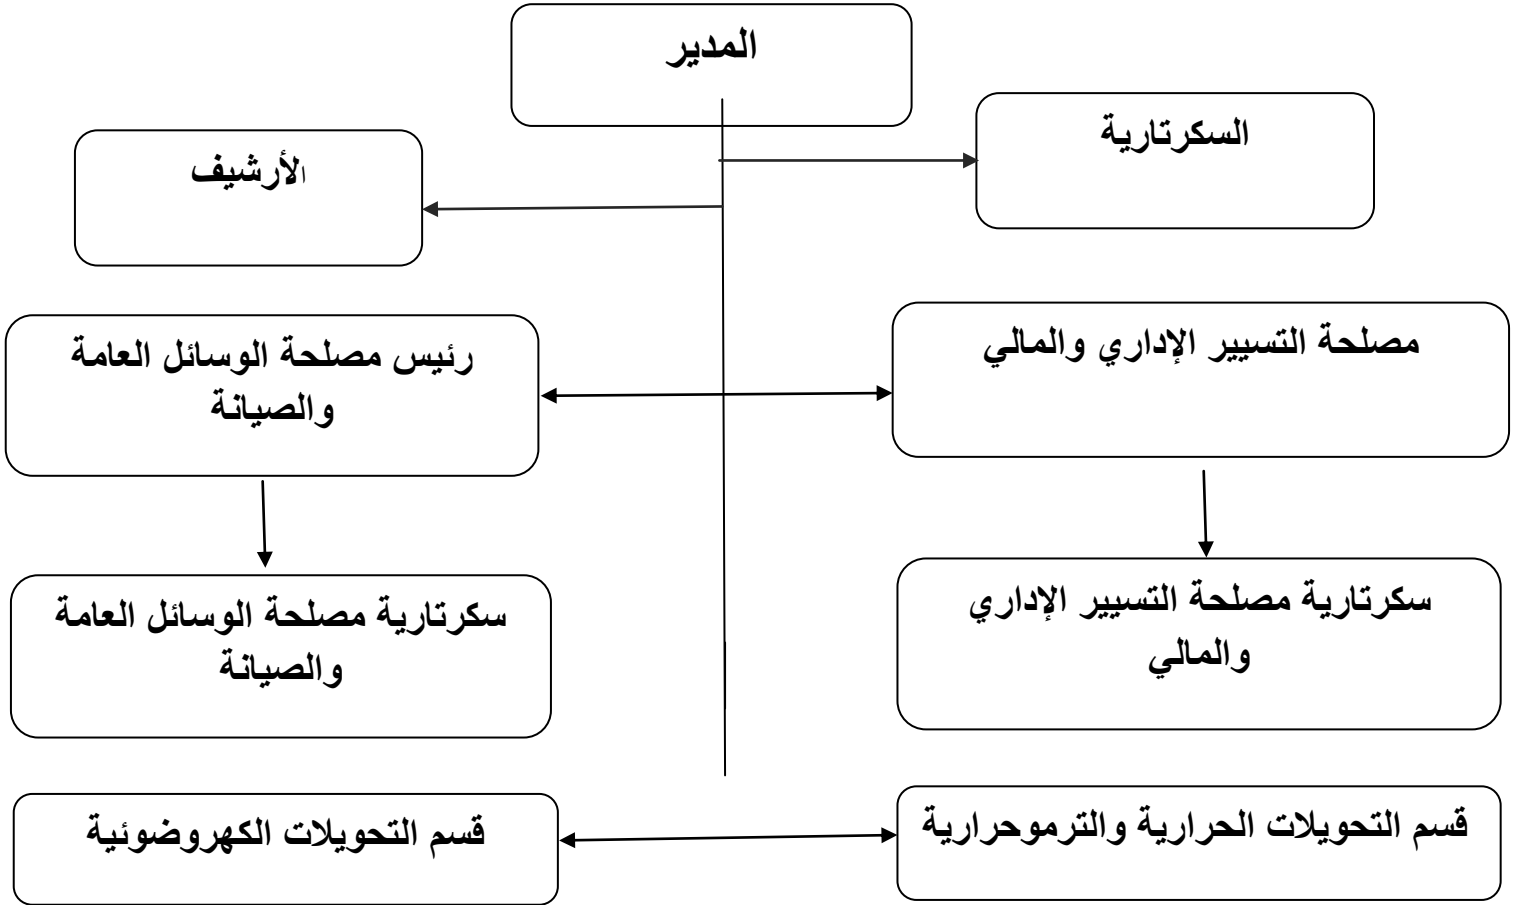 المدير
السكرتارية
الأرشيف
مصلحة التسيير الإداري والمالي
رئيس مصلحة الوسائل العامة
والصيانة
سكرتارية مصلحة التسيير الإداري
والمالي
سكرتارية مصلحة الوسائل العامة
والصيانة
قسم التحويلات الحرارية والترموحرارية
قسم التحويلات الكهروضوئية